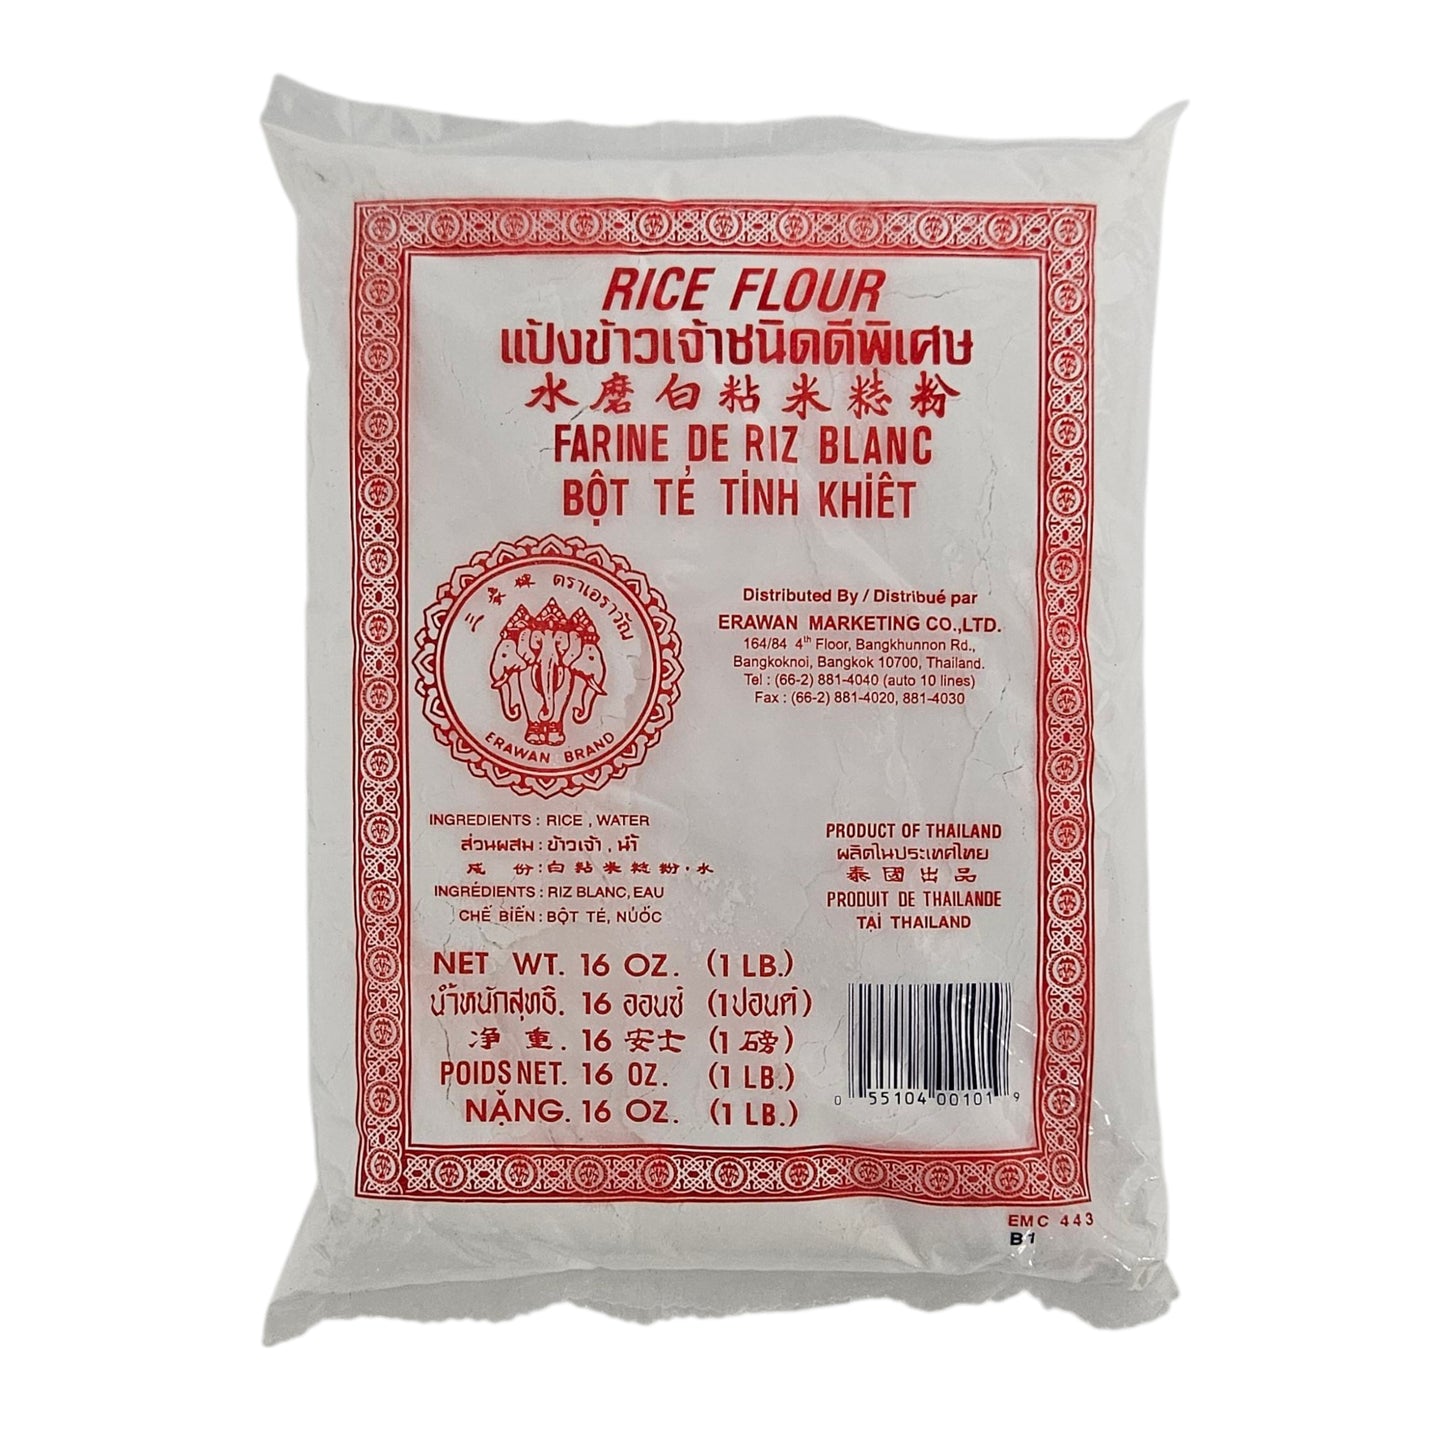 RICE FLOUR
แป้งข้าวเจ้าชนิดดีพิเศษ
水磨白粘米粉
FARINE DE RIZ BLANC
BỘT TẺ TINH KHIÊT
三象牌 ตราเอราวัณ
ERAWAN BRAND
Distributed By / Distribué par
ERAWAN MARKETING CO.,LTD.
164/84 4th Floor, Bangkhunnon Rd.,
Bangkoknoi, Bangkok 10700, Thailand.
Tel : (66-2) 881-4040 (auto 10 lines)
Fax : (66-2) 881-4020, 881-4030
INGREDIENTS : RICE , WATER
ส่วนผสม : ข้าวเจ้า , น้ำ
成 份 : 白粘米粉 . 水
INGRÉDIENTS : RIZ BLANC, EAU
CHẾ BIẾN : BỘT TẺ, NƯỚC
PRODUCT OF THAILAND
ผลิตในประเทศไทย
泰國出品
PRODUIT DE THAILANDE
TẠI THAILAND
NET WT. 16 OZ. (1 LB.)
น้ำหนักสุทธิ. 16 ออนซ์ (1ปอนด์)
净 重. 16 安士 (1 磅)
POIDS NET. 16 OZ. (1 LB.)
NẶNG. 16 OZ. (1 LB.)
0 55104 00101 9
EMC 443
B1